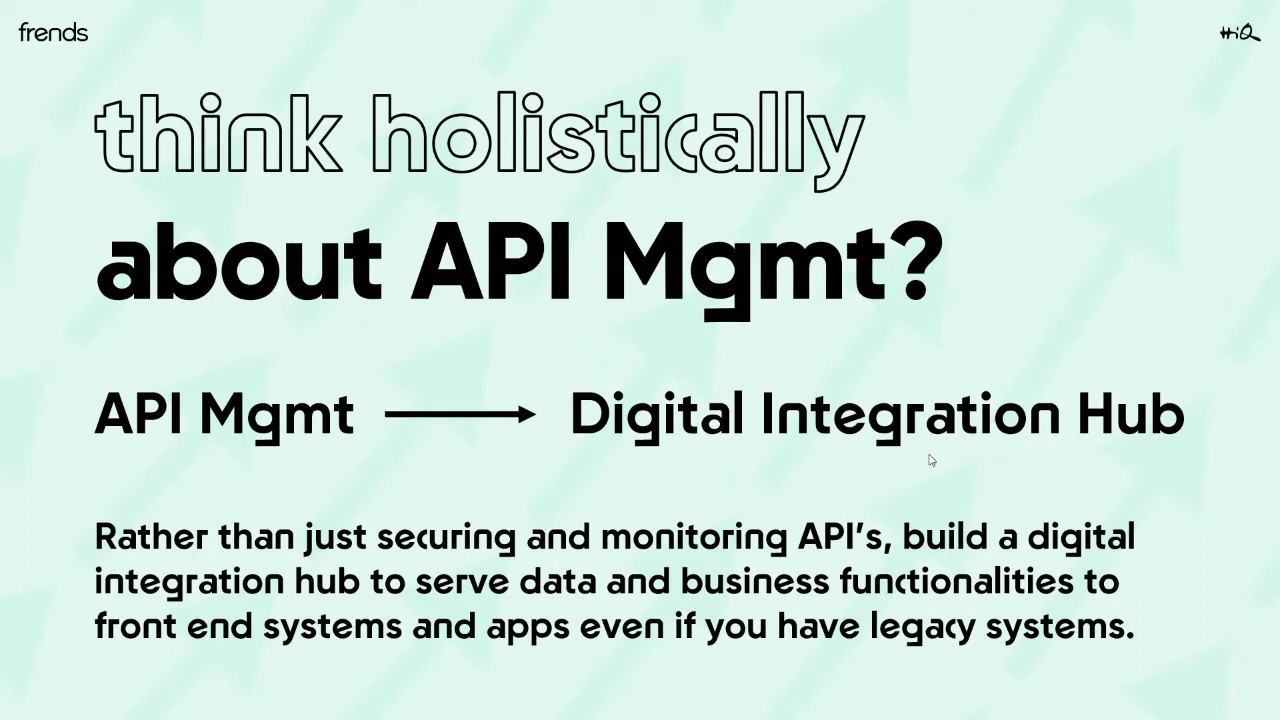 frends
HiQ
think holistically
about API Mgmt?
API Mgmt
Digital Integration Hub
Rather than just securing and monitoring API's, build a digital
integration hub to serve data and business functionalities to
front end systems and apps even if you have legacy systems.